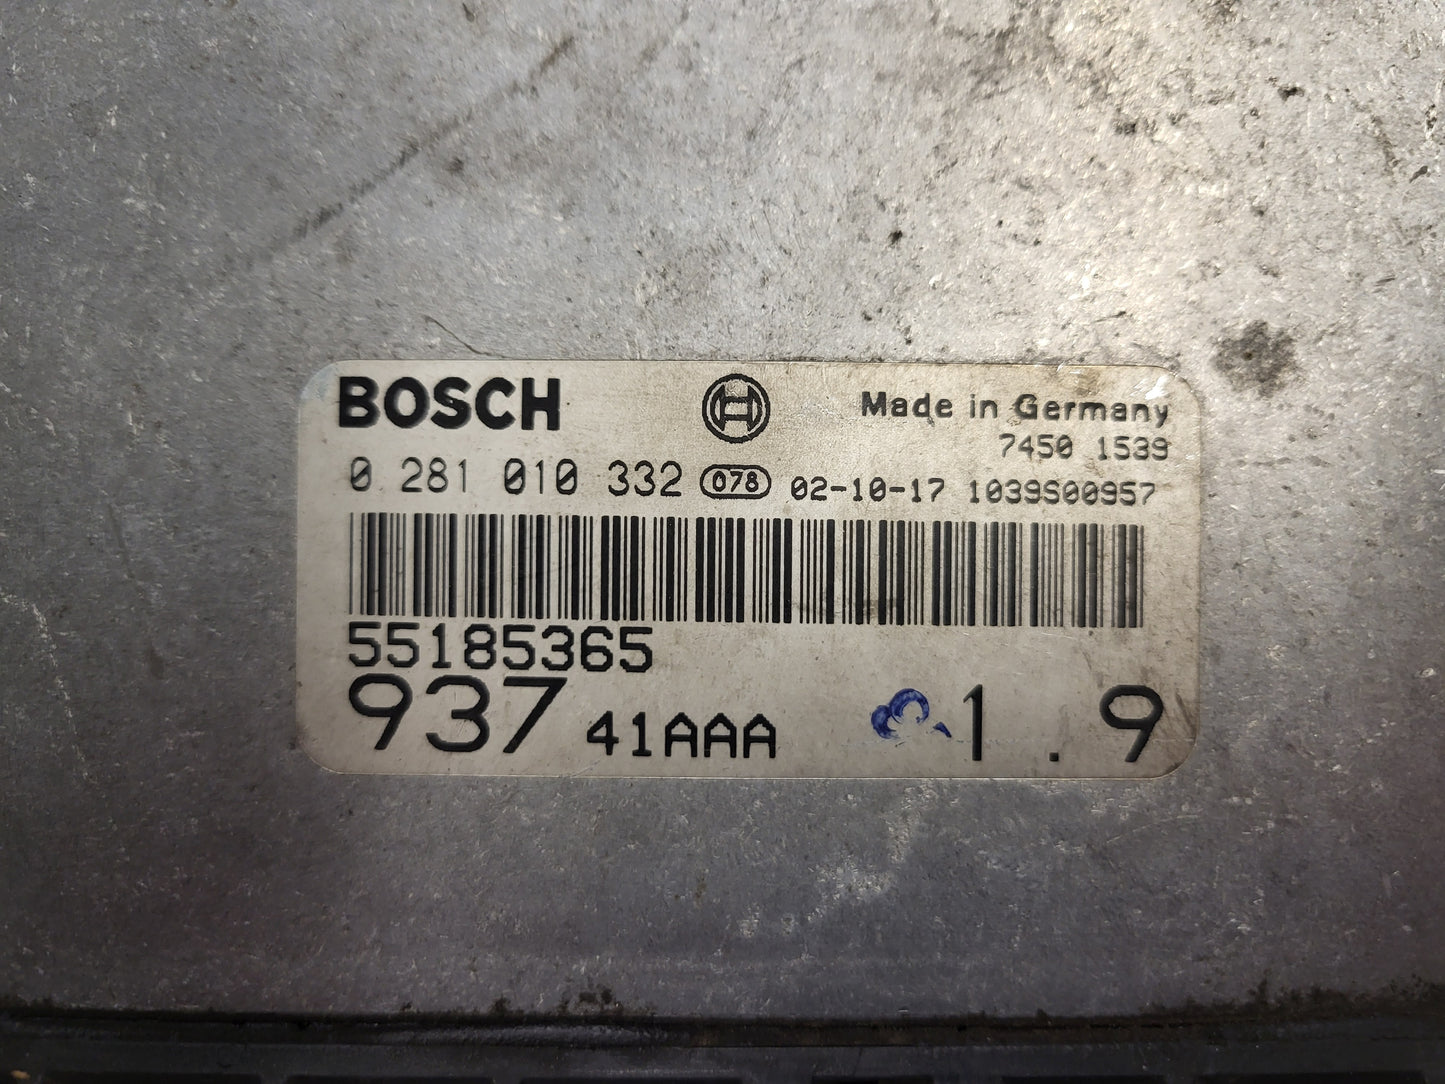 BOSCH Made in Germany
7450 1539
0 281 010 332 078 02-10-17 1039S00957
55185365
937 41AAA 1.9